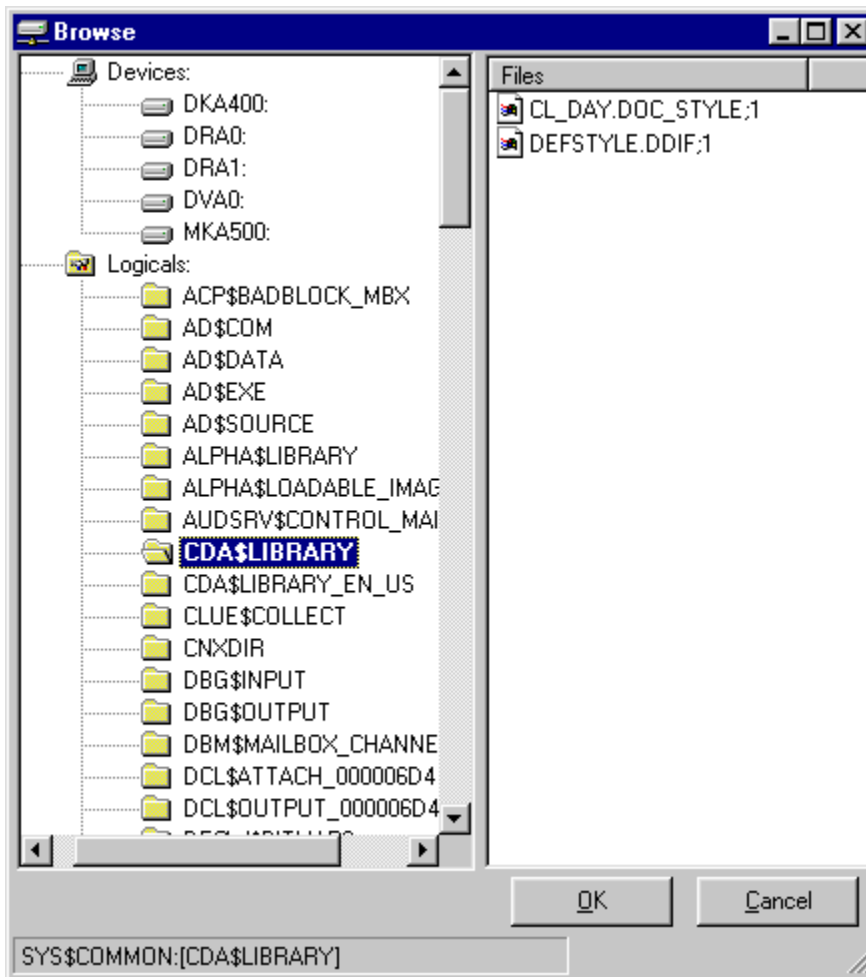 Browse
Devices:
DKA400:
DRA0:
DRA1:
DVA0:
MKA500:
Logicals:
ACP$BADBLOCK_MBX
AD$COM
AD$DATA
AD$EXE
AD$SOURCE
ALPHA$LIBRARY
ALPHA$LOADABLE_IMAG
AUDSRV$CONTROL_MAI
CDA$LIBRARY
CDA$LIBRARY_EN_US
CLUE$COLLECT
CNXDIR
DBG$INPUT
DBG$OUTPUT
DBM$MAILBOX_CHANNE
DCL$ATTACH_000006D4
DCL$OUTPUT_000006D4
Files
CL_DAY.DOC_STYLE;1
DEFSTYLE.DDIF;1
OK
Cancel
SYS$COMMON:[CDA$LIBRARY]